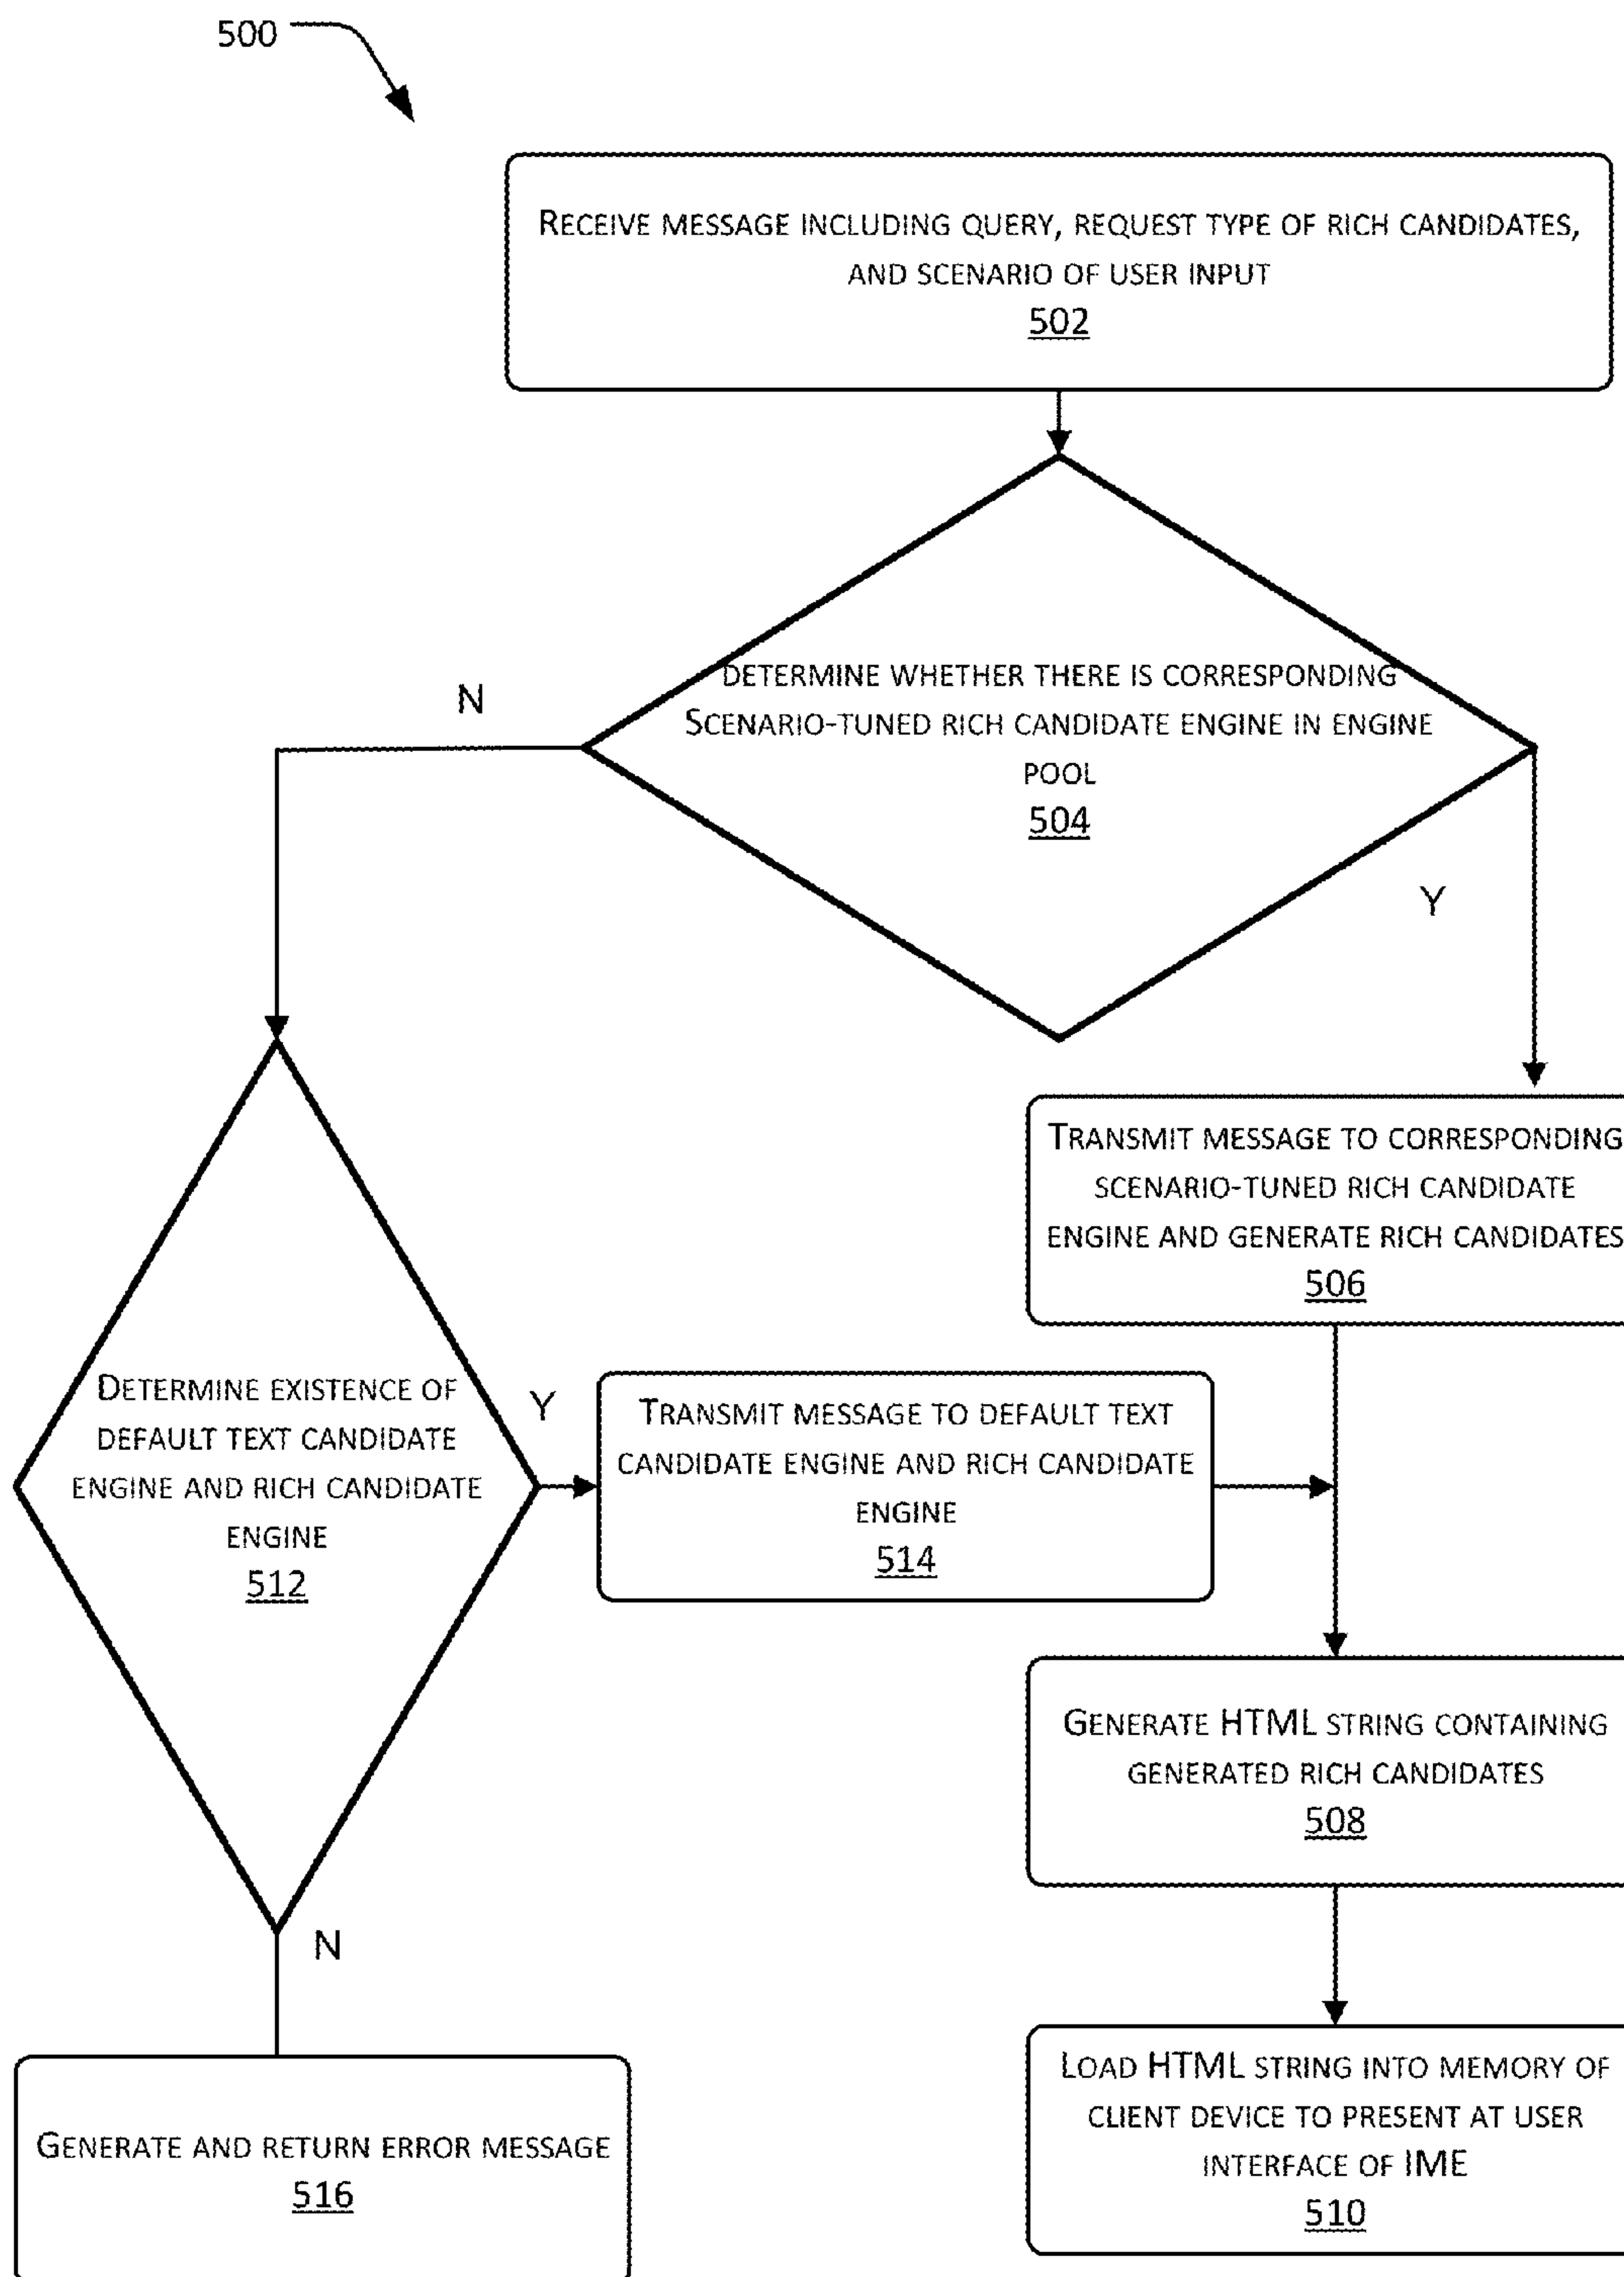 500
RECEIVE MESSAGE INCLUDING QUERY, REQUEST TYPE OF RICH CANDIDATES,
AND SCENARIO OF USER INPUT
502
DETERMINE WHETHER THERE IS CORRESPONDING
SCENARIO-TUNED RICH CANDIDATE ENGINE IN ENGINE
POOL
504
N
Y
TRANSMIT MESSAGE TO CORRESPONDING
SCENARIO-TUNED RICH CANDIDATE
ENGINE AND GENERATE RICH CANDIDATES
506
DETERMINE EXISTENCE OF
DEFAULT TEXT CANDIDATE
ENGINE AND RICH CANDIDATE
ENGINE
512
Y
TRANSMIT MESSAGE TO DEFAULT TEXT
CANDIDATE ENGINE AND RICH CANDIDATE
ENGINE
514
GENERATE HTML STRING CONTAINING
GENERATED RICH CANDIDATES
508
N
GENERATE AND RETURN ERROR MESSAGE
516
LOAD HTML STRING INTO MEMORY OF
CLIENT DEVICE TO PRESENT AT USER
INTERFACE OF IME
510